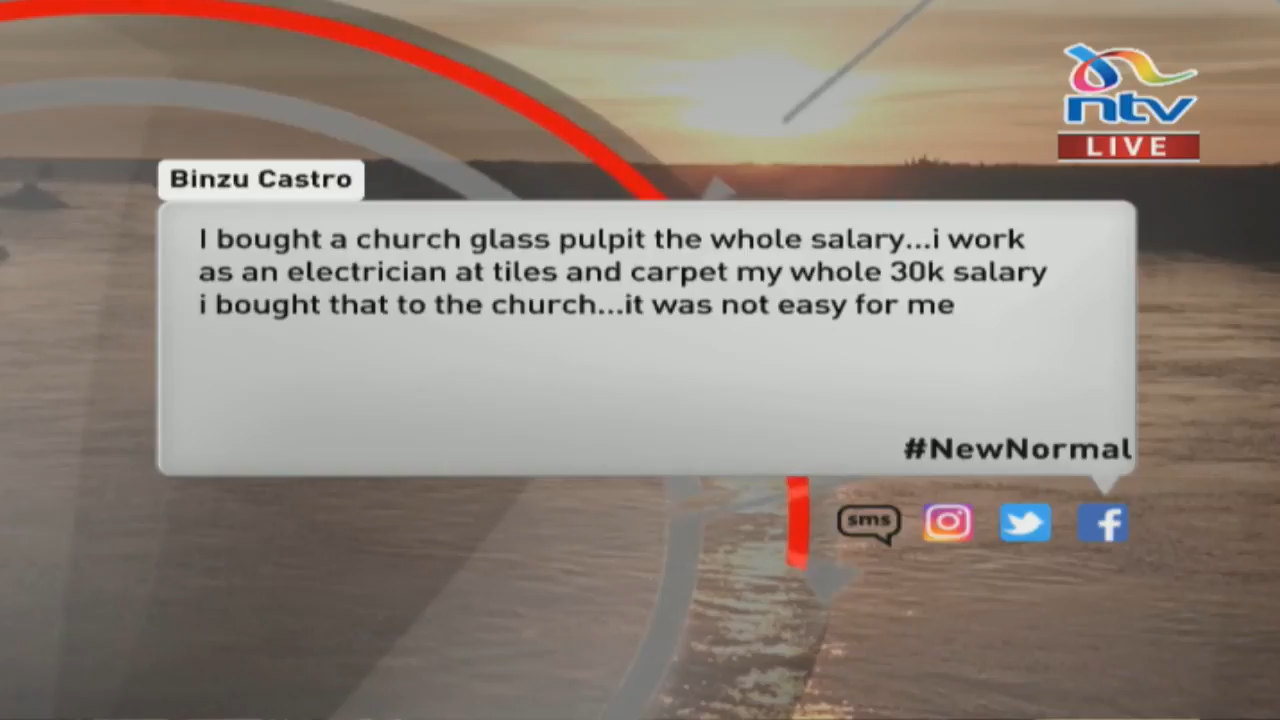 ntv
LIVE
Binzu Castro
I bought a church glass pulpit the whole salary...i work
as an electrician at tiles and carpet my whole 30k salary
i bought that to the church...it was not easy for me
#NewNormal
sms